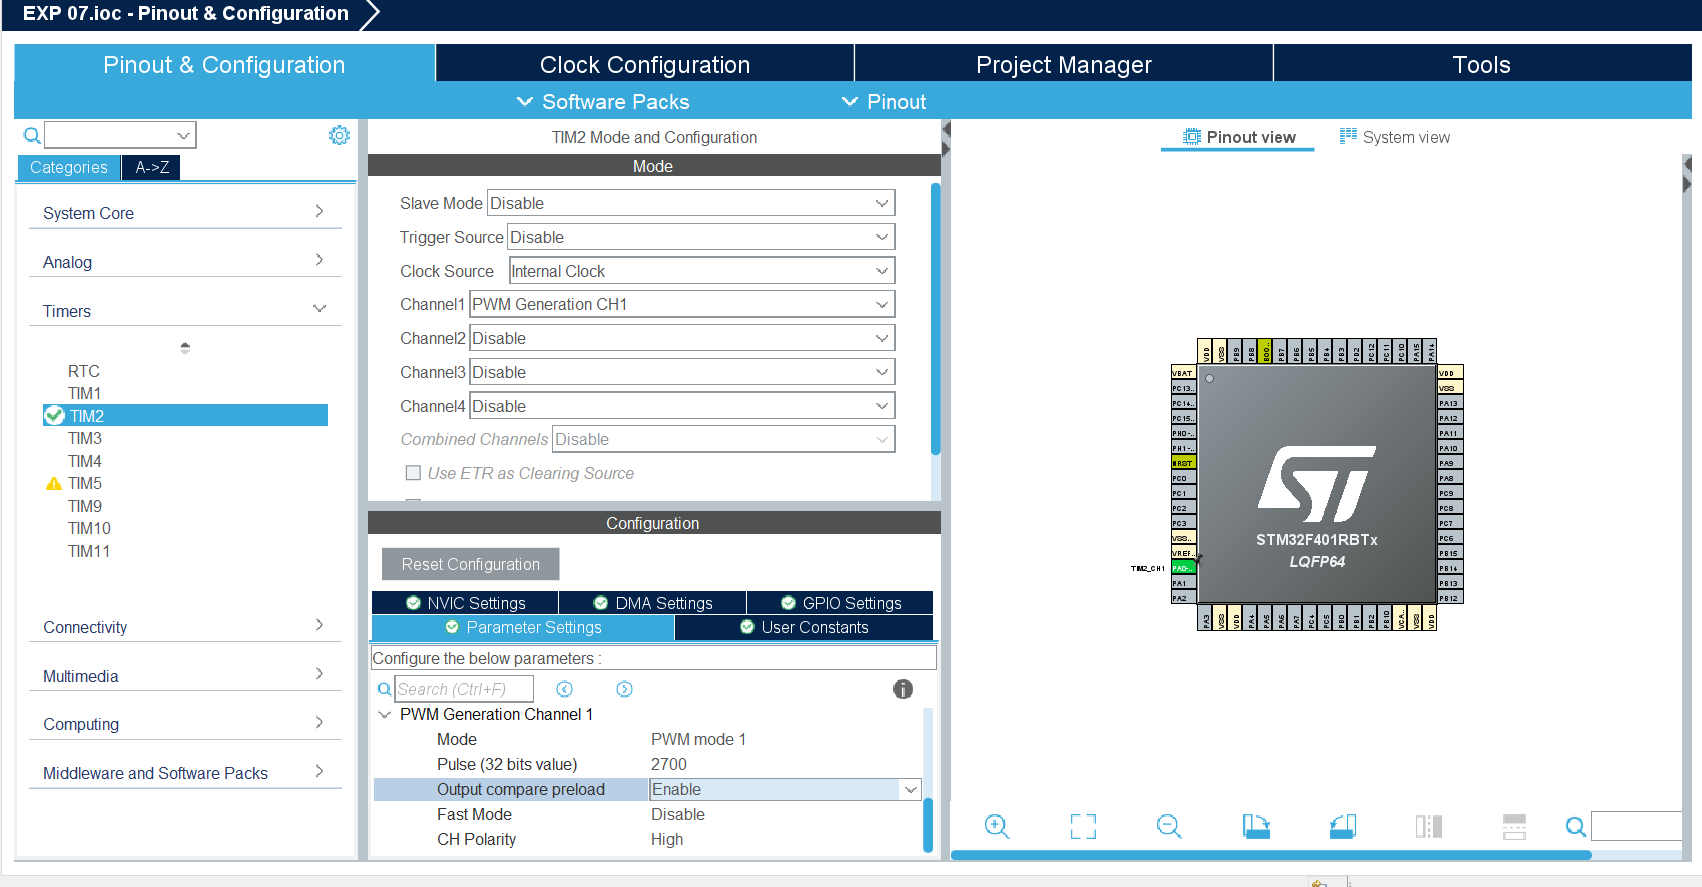 EXP 07.ioc - Pinout & Configuration
Pinout & Configuration
Clock Configuration
Project Manager
Tools
Software Packs
Pinout
Categories
A->Z
System Core
Analog
Timers
RTC
TIM1
TIM2
TIM3
TIM4
TIM5
TIM9
TIM10
TIM11
Connectivity
Multimedia
Computing
Middleware and Software Packs
TIM2 Mode and Configuration
Mode
Slave Mode Disable
Trigger Source Disable
Clock Source Internal Clock
Channel1 PWM Generation CH1
Channel2 Disable
Channel3 Disable
Channel4 Disable
Combined Channels Disable
Use ETR as Clearing Source
Configuration
Reset Configuration
NVIC Settings
DMA Settings
GPIO Settings
Parameter Settings
User Constants
Configure the below parameters :
Search (Ctrl+F)
PWM Generation Channel 1
Mode PWM mode 1
Pulse (32 bits value) 2700
Output compare preload Enable
Fast Mode Disable
CH Polarity High
Pinout view
System view
VDD
VSS
PB9
PB8
BOO..
PB7
PB6
PB5
PB4
PB3
PD2
PC12
PC11
PC10
PA15
PA14
VBAT
PC13..
PC14..
PC15..
PH0-..
PH1-..
NRST
PC0
PC1
PC2
PC3
VSS..
VREF..
TIM2_CH1
PA0-..
PA1
PA2
STM32F401RBTx
LQFP64
VDD
VSS
PA13
PA12
PA11
PA10
PA9
PA8
PC9
PC8
PC7
PC6
PB15
PB14
PB13
PB12
PA3
VSS
VDD
PA4
PA5
PA6
PA7
PC4
PC5
PB0
PB1
PB2
PB10
VCA..
VSS
VDD